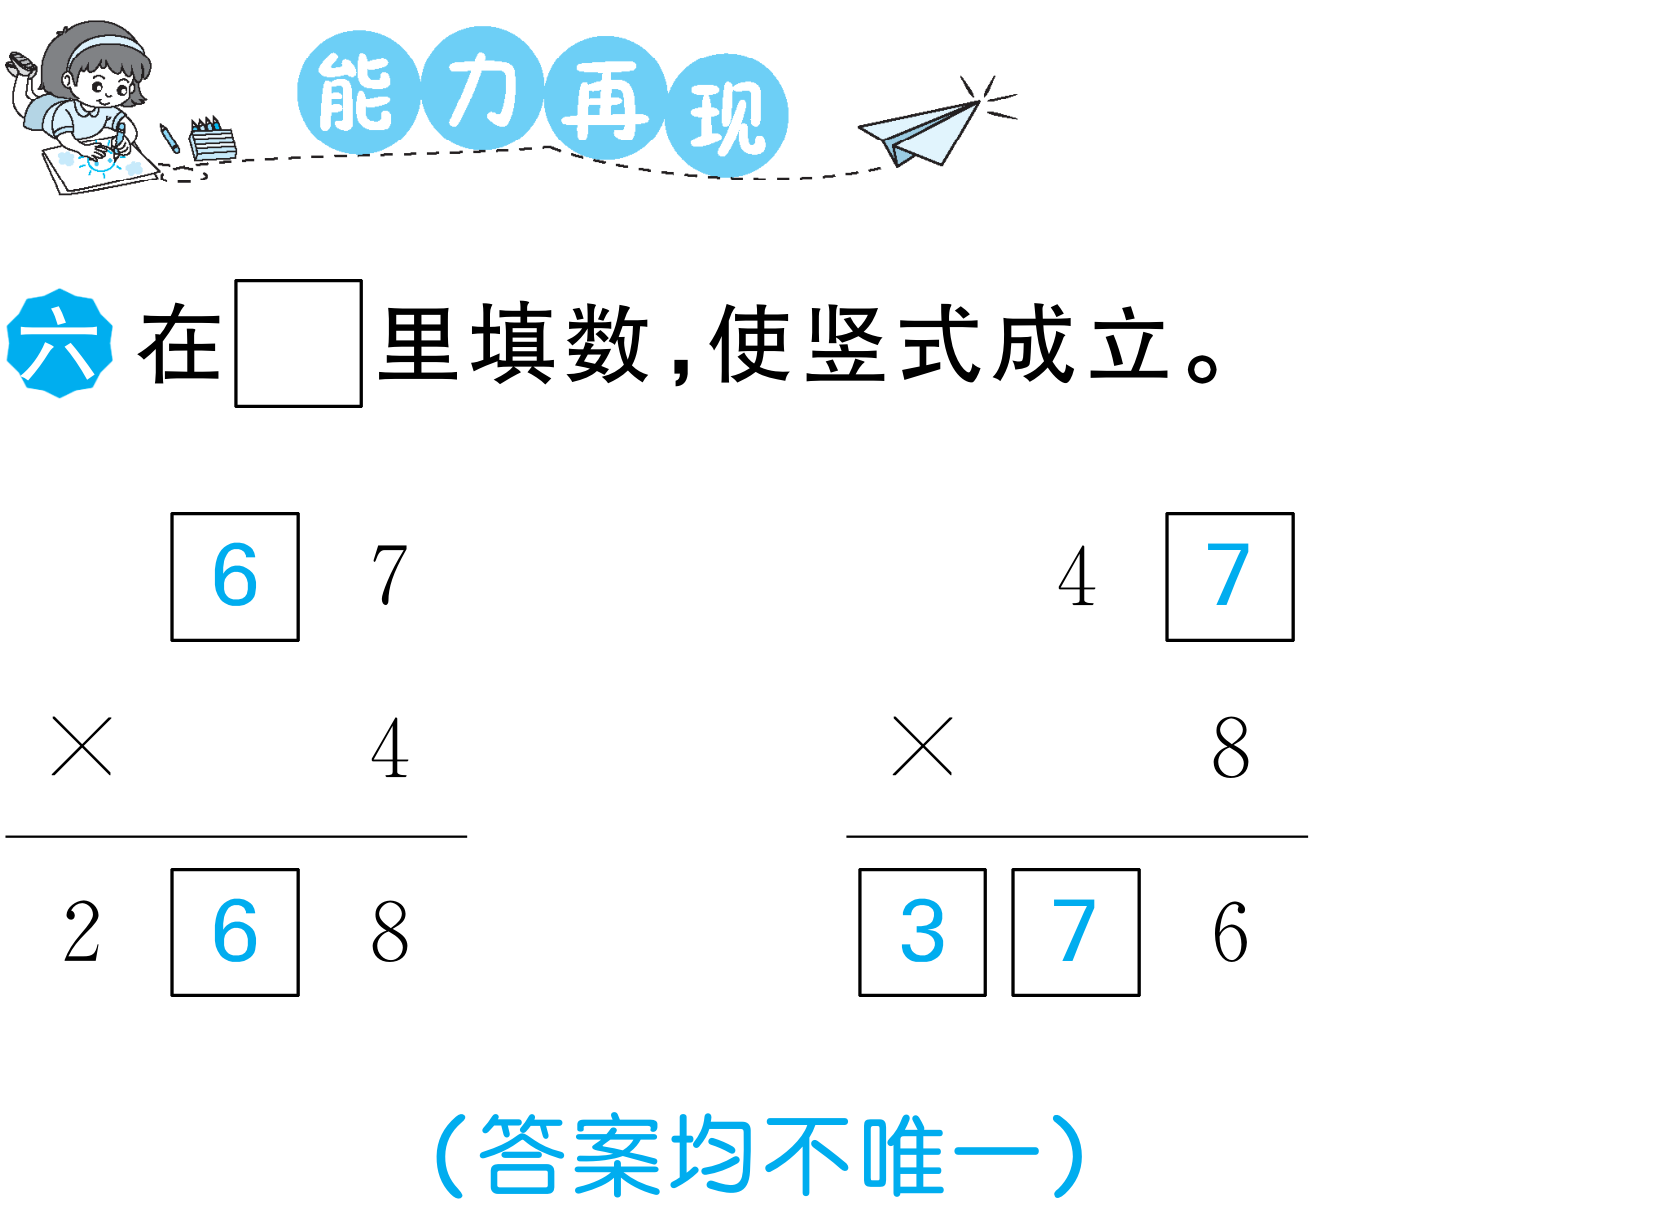 能力再现
六 在□里填数,使竖式成立。
6 7 4 7
× 4 × 8
2 6 8 3 7 6
(答案均不唯一)